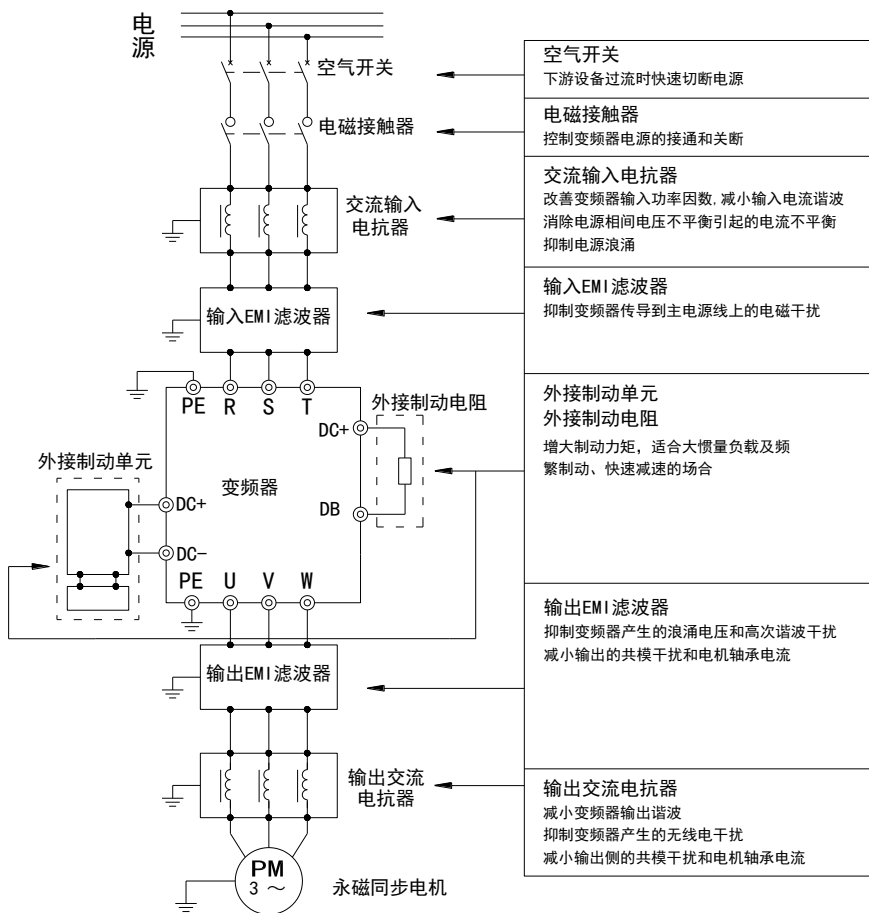 电源
空气开关
电磁接触器
交流输入
电抗器
输入EMI滤波器
PE R S T
外接制动电阻
DC+
变频器
DB
外接制动单元
DC+
DC-
PE U V W
输出EMI滤波器
输出交流
电抗器
PM
3 ～
永磁同步电机
空气开关
下游设备过流时快速切断电源
电磁接触器
控制变频器电源的接通和关断
交流输入电抗器
改善变频器输入功率因数,减小输入电流谐波
消除电源相间电压不平衡引起的电流不平衡
抑制电源浪涌
输入EMI滤波器
抑制变频器传导到主电源线上的电磁干扰
外接制动单元
外接制动电阻
增大制动力矩，适合大惯量负载及频
繁制动、快速减速的场合
输出EMI滤波器
抑制变频器产生的浪涌电压和高次谐波干扰
减小输出的共模干扰和电机轴承电流
输出交流电抗器
减小变频器输出谐波
抑制变频器产生的无线电干扰
减小输出侧的共模干扰和电机轴承电流